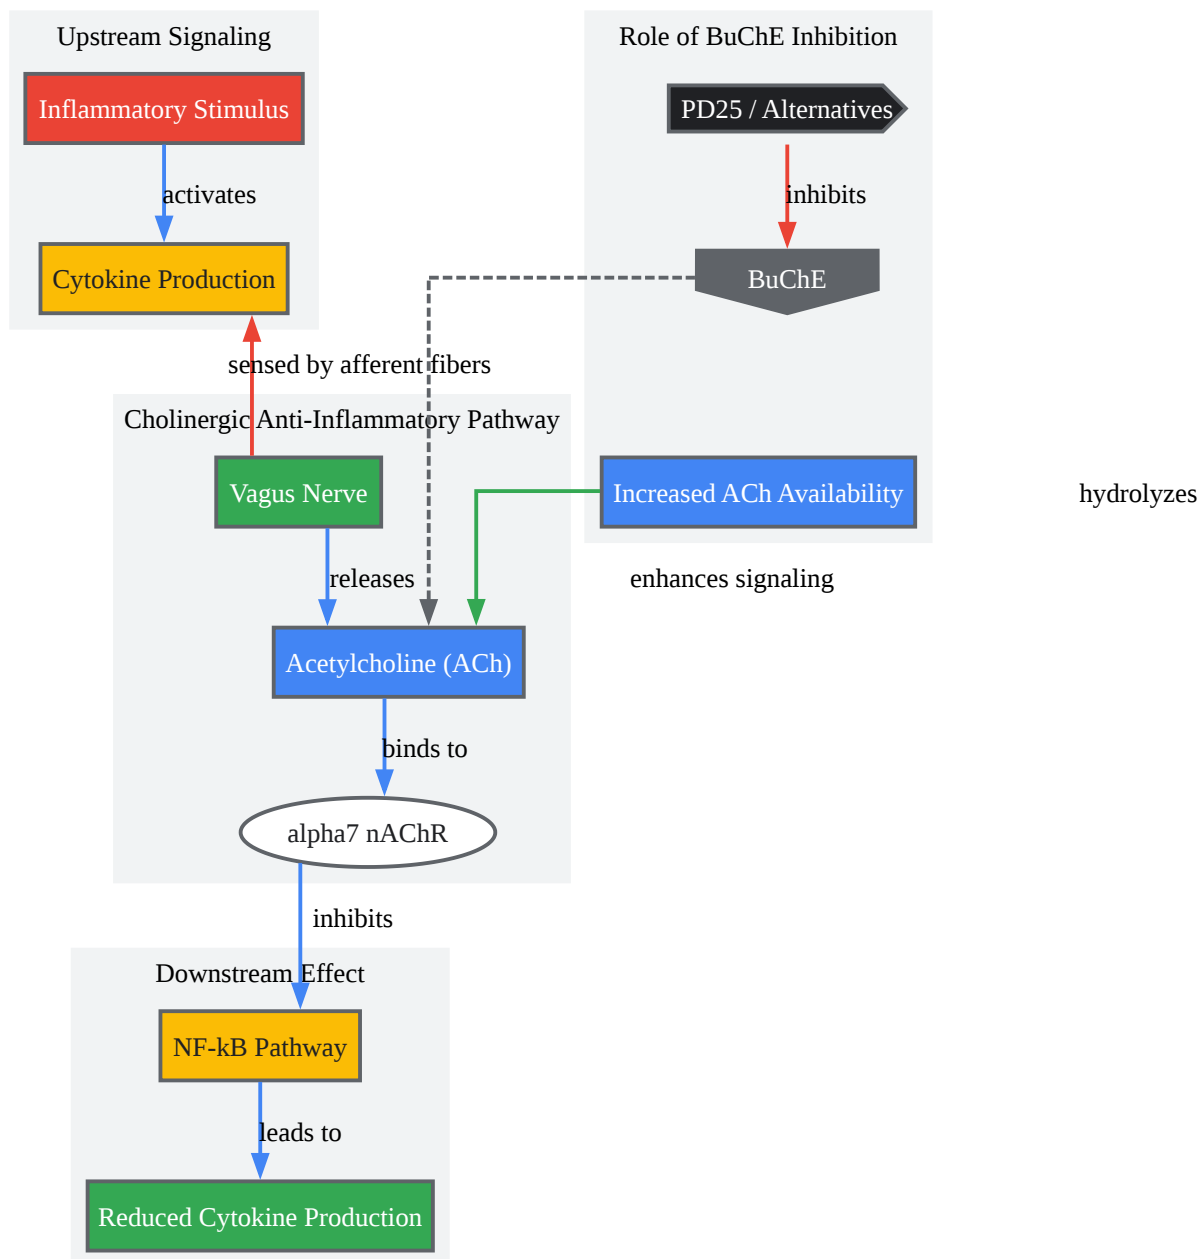 Upstream Signaling
Role of BuChE Inhibition
Inflammatory Stimulus
PD25 / Alternatives
activates
inhibits
Cytokine Production
BuChE
sensed by afferent fibers
Cholinergic Anti-Inflammatory Pathway
Vagus Nerve
Increased ACh Availability
hydrolyzes
releases
enhances signaling
Acetylcholine (ACh)
binds to
alpha7 nAChR
inhibits
Downstream Effect
NF-kB Pathway
leads to
Reduced Cytokine Production